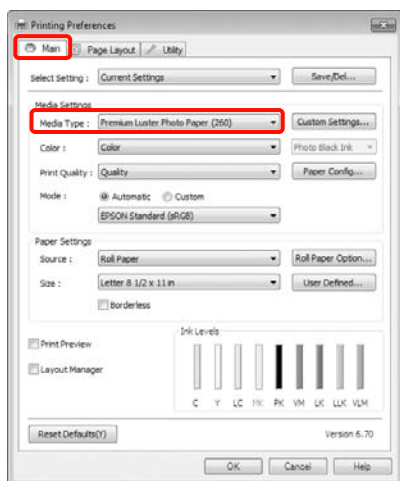 Printing Preferences
Main Page Layout Utility
Select Setting : Current Settings Save/Del...
Media Settings
Media Type : Premium Luster Photo Paper (260) Custom Settings...
Color : Color Photo Black Ink
Print Quality : Quality Paper Config...
Mode : Automatic Custom
EPSON Standard (sRGB)
Paper Settings
Source : Roll Paper Roll Paper Option...
Size : Letter 8 1/2 x 11 in User Defined...
Borderless
Ink Levels
Print Preview
Layout Manager
C Y LC MK PK VM LK LLK VLM
Reset Defaults(Y) Version 6.70
OK Cancel Help